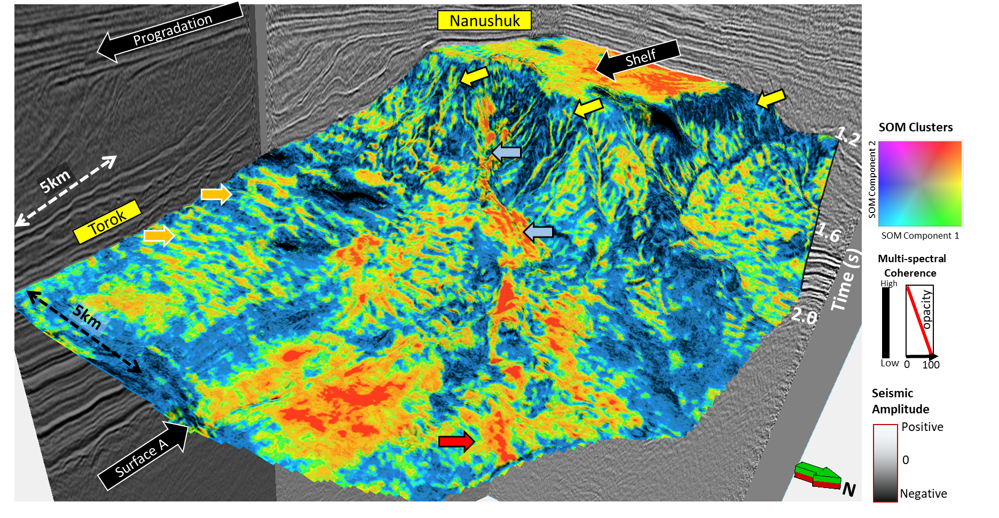 Progradation
Nanushuk
Shelf
5km
Torok
5km
Surface A
1.2
1.6
2.0
Time (s)
N
SOM Clusters
SOM Component 2
SOM Component 1
Multi-spectral
Coherence
High
Low
opacity
0
100
Seismic
Amplitude
Positive
0
Negative